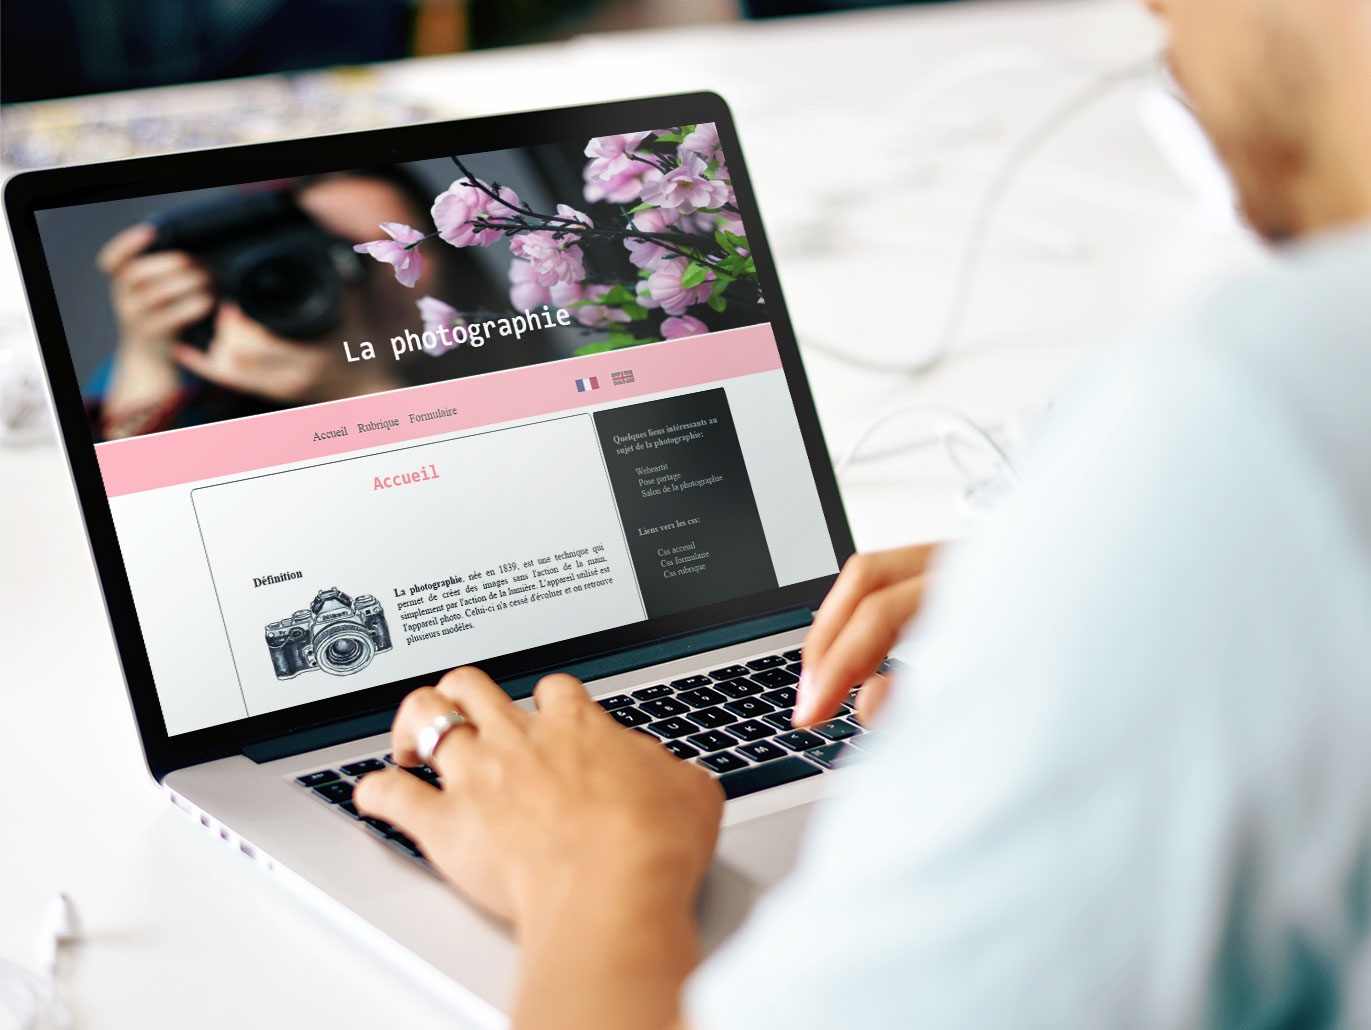 La photographie
Accueil Rubrique Formulaire
Accueil
Définition
La photographie, née en 1839, est une technique qui
permet de créer des images sans l'action de la main,
simplement par l'action de la lumière. L'appareil utilisé est
l'appareil photo. Celui-ci n'a cessé d'évoluer et on retrouve
plusieurs modèles.
Quelques liens intéressants au
sujet de la photographie:
Pose partage
Salon de la photographie
Liens vers les css:
Css acceuil
Css formulaire
Css rubrique